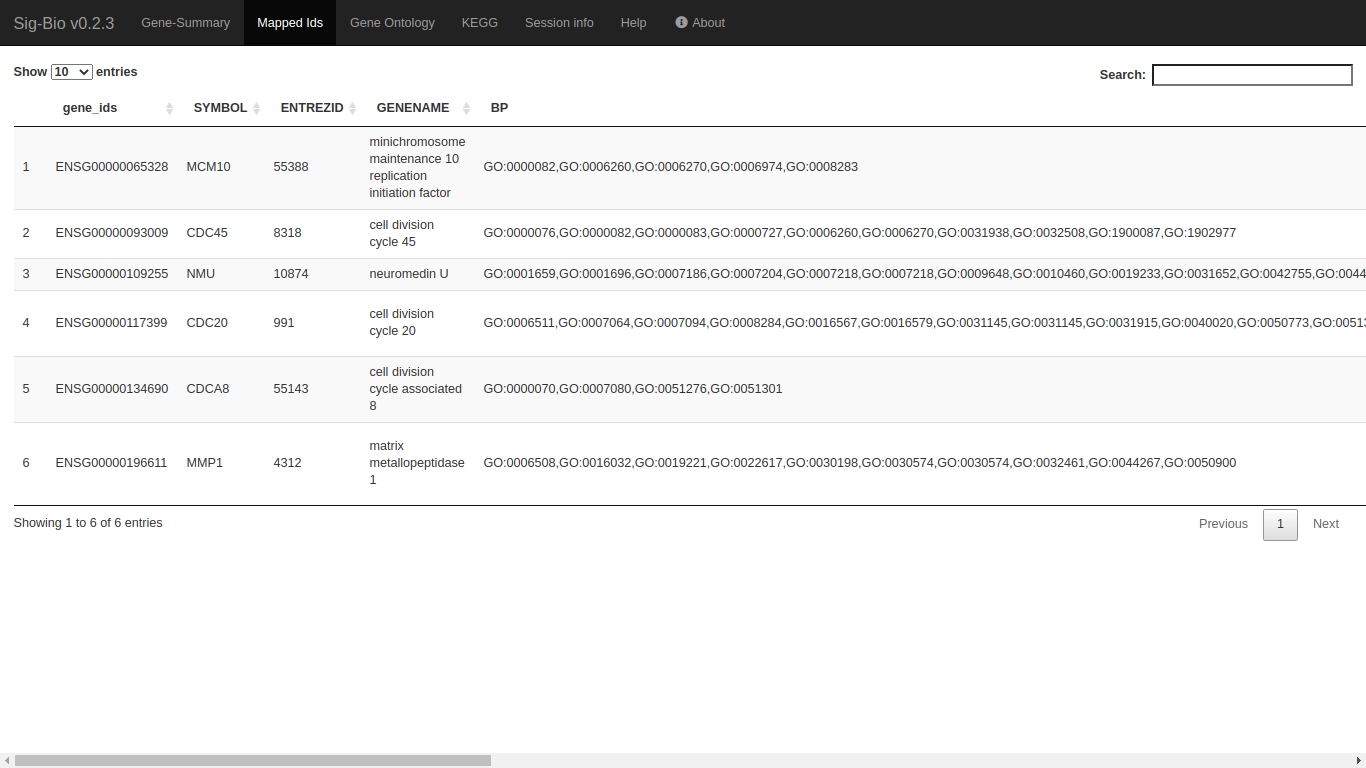 Sig-Bio v0.2.3 Gene-Summary Mapped Ids Gene Ontology KEGG Session info Help About
Show 10 entries Search:
gene_ids SYMBOL ENTREZID GENENAME BP
1 ENSG00000065328 MCM10 55388 minichromosome maintenance 10 replication initiation factor GO:0000082,GO:0006260,GO:0006270,GO:0006974,GO:0008283
2 ENSG00000093009 CDC45 8318 cell division cycle 45 GO:0000076,GO:0000082,GO:0000083,GO:0000727,GO:0006260,GO:0006270,GO:0031938,GO:0032508,GO:1900087,GO:1902977
3 ENSG00000109255 NMU 10874 neuromedin U GO:0001659,GO:0001696,GO:0007186,GO:0007204,GO:0007218,GO:0007218,GO:0009648,GO:0010460,GO:0019233,GO:0031652,GO:0042755,GO:0044
4 ENSG00000117399 CDC20 991 cell division cycle 20 GO:0006511,GO:0007064,GO:0007094,GO:0008284,GO:0016567,GO:0016579,GO:0031145,GO:0031145,GO:0031915,GO:0040020,GO:0050773,GO:0051
5 ENSG00000134690 CDCA8 55143 cell division cycle associated 8 GO:0000070,GO:0007080,GO:0051276,GO:0051301
6 ENSG00000196611 MMP1 4312 matrix metallopeptidase 1 GO:0006508,GO:0016032,GO:0019221,GO:0022617,GO:0030198,GO:0030574,GO:0030574,GO:0032461,GO:0044267,GO:0050900
Showing 1 to 6 of 6 entries Previous 1 Next